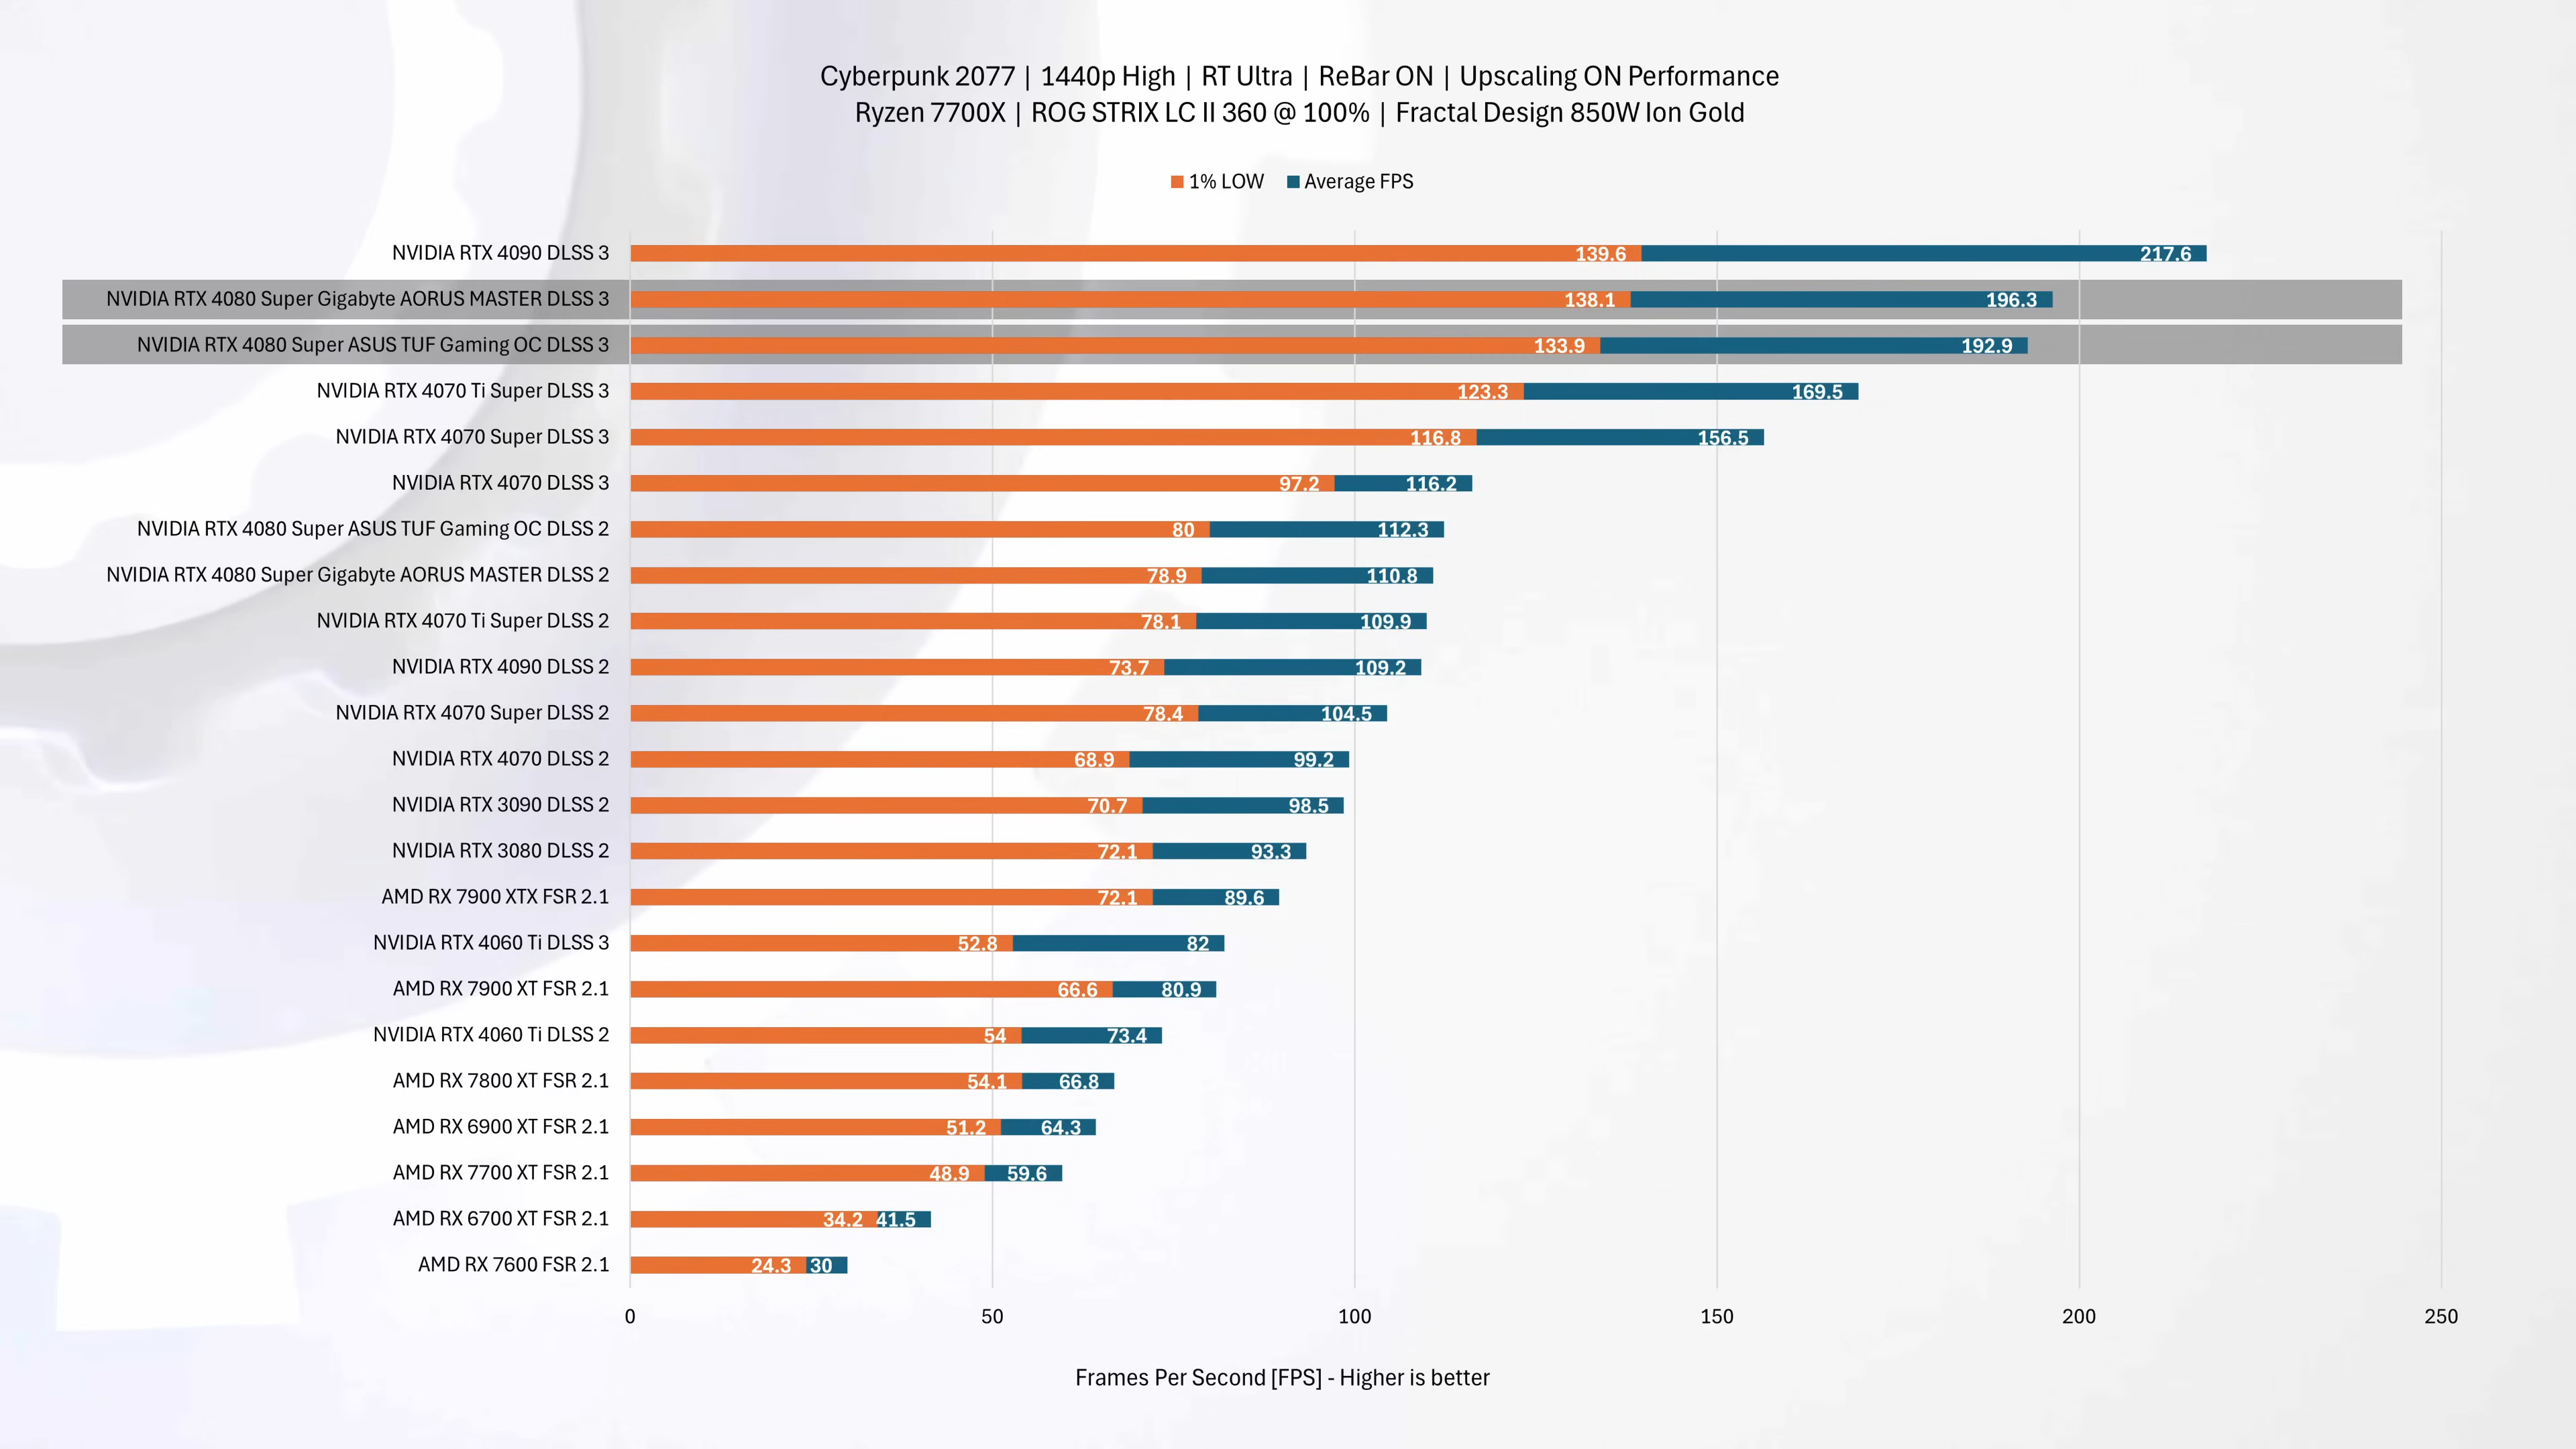 Cyberpunk 2077 | 1440p High | RT Ultra | ReBar ON | Upscaling ON Performance
Ryzen 7700X | ROG STRIX LC II 360 @ 100% | Fractal Design 850W Ion Gold
1% LOW Average FPS
NVIDIA RTX 4090 DLSS 3 139.6 217.6
NVIDIA RTX 4080 Super Gigabyte AORUS MASTER DLSS 3 138.1 196.3
NVIDIA RTX 4080 Super ASUS TUF Gaming OC DLSS 3 133.9 192.9
NVIDIA RTX 4070 Ti Super DLSS 3 123.3 169.5
NVIDIA RTX 4070 Super DLSS 3 116.8 156.5
NVIDIA RTX 4070 DLSS 3 97.2 116.2
NVIDIA RTX 4080 Super ASUS TUF Gaming OC DLSS 2 80 112.3
NVIDIA RTX 4080 Super Gigabyte AORUS MASTER DLSS 2 78.9 110.8
NVIDIA RTX 4070 Ti Super DLSS 2 78.1 109.9
NVIDIA RTX 4090 DLSS 2 73.7 109.2
NVIDIA RTX 4070 Super DLSS 2 78.4 104.5
NVIDIA RTX 4070 DLSS 2 68.9 99.2
NVIDIA RTX 3090 DLSS 2 70.7 98.5
NVIDIA RTX 3080 DLSS 2 72.1 93.3
AMD RX 7900 XTX FSR 2.1 72.1 89.6
NVIDIA RTX 4060 Ti DLSS 3 52.8 82
AMD RX 7900 XT FSR 2.1 66.6 80.9
NVIDIA RTX 4060 Ti DLSS 2 54 73.4
AMD RX 7800 XT FSR 2.1 54.1 66.8
AMD RX 6900 XT FSR 2.1 51.2 64.3
AMD RX 7700 XT FSR 2.1 48.9 59.6
AMD RX 6700 XT FSR 2.1 34.2 41.5
AMD RX 7600 FSR 2.1 24.3 30
0 50 100 150 200 250
Frames Per Second [FPS] - Higher is better